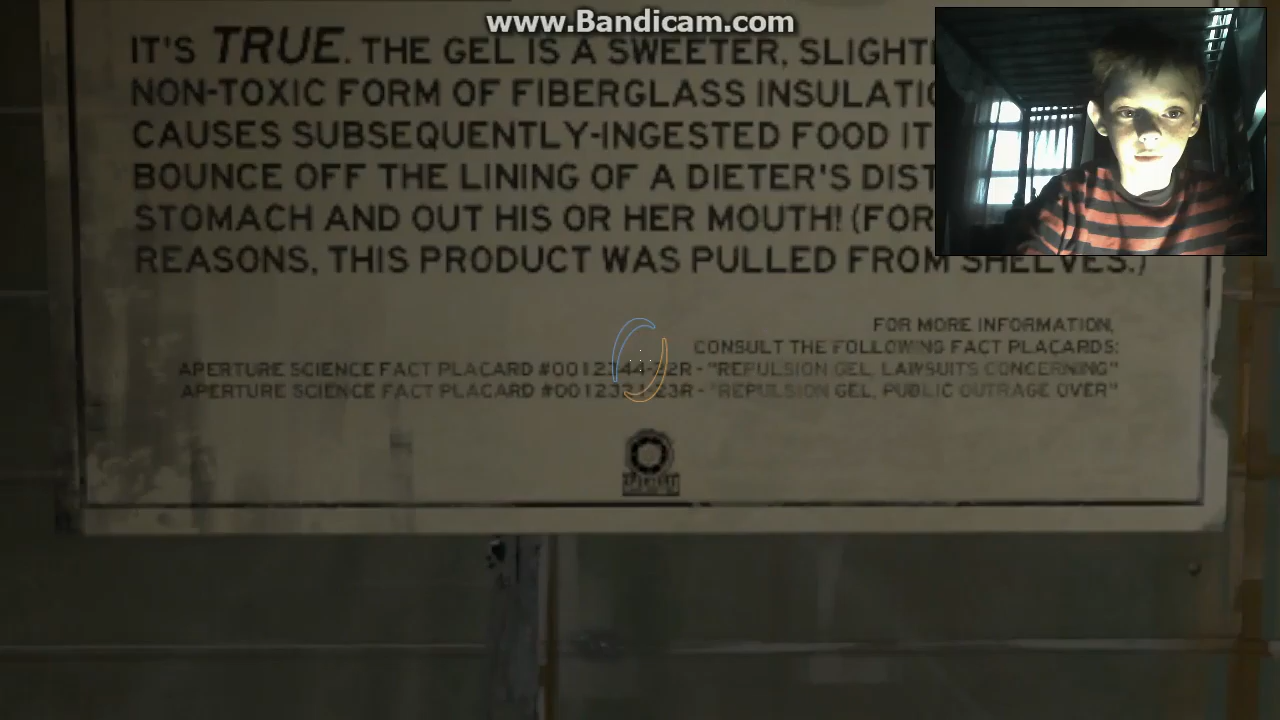 www.Bandicam.com
IT'S TRUE. THE GEL IS A SWEETER, SLIGHT
NON-TOXIC FORM OF FIBERGLASS INSULATIO
CAUSES SUBSEQUENTLY-INGESTED FOOD IT
BOUNCE OFF THE LINING OF A DIETER'S DIST
STOMACH AND OUT HIS OR HER MOUTH! (FOR
REASONS, THIS PRODUCT WAS PULLED FROM SHELVES.)
FOR MORE INFORMATION,
CONSULT THE FOLLOWING FACT PLACARDS:
APERTURE SCIENCE FACT PLACARD - "REPULSION GEL, LAWSUITS CONCERNING"
APERTURE SCIENCE FACT PLACARD - "REPULSION GEL, PUBLIC OUTRAGE OVER"